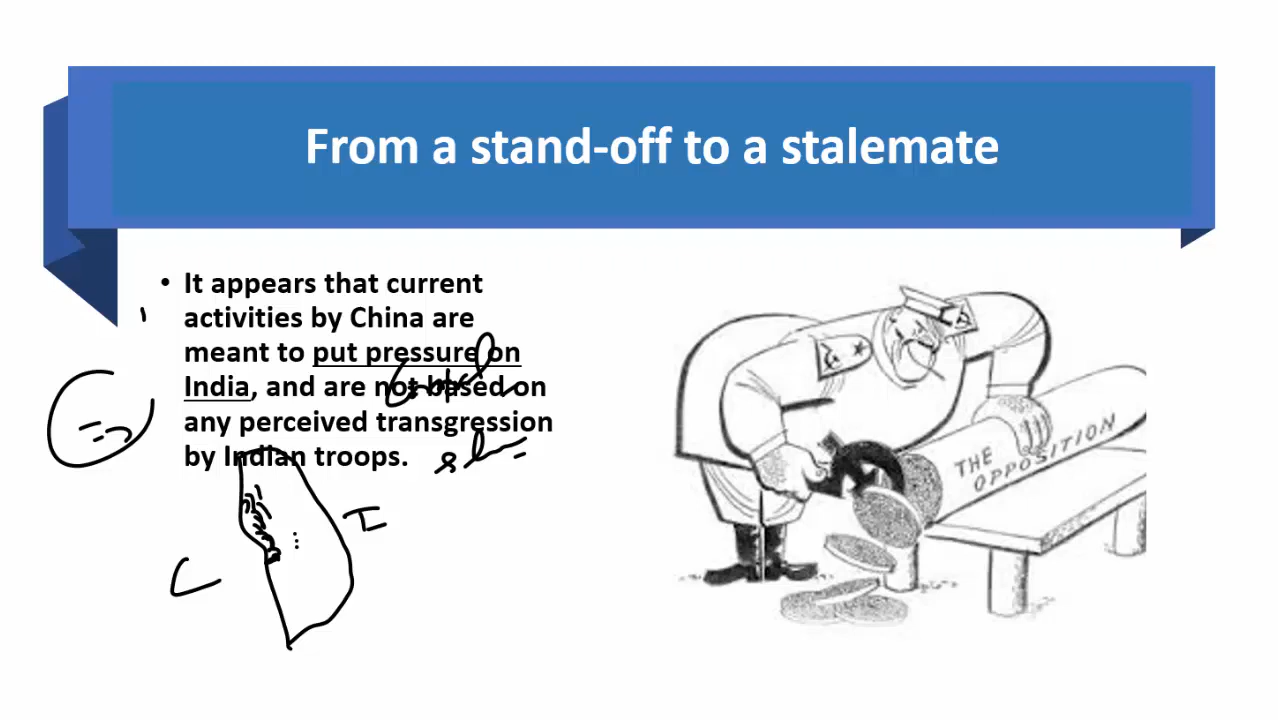 From a stand-off to a stalemate
• It appears that current
activities by China are
meant to put pressure on
India, and are not based on
any perceived transgression
by Indian troops.
THE
OPPOSITION
I
C